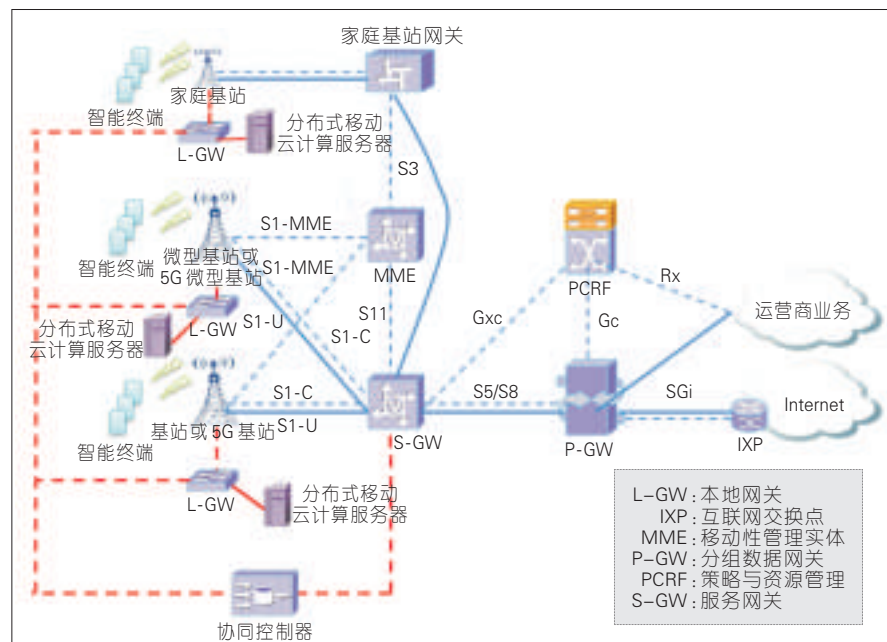 家庭基站网关
家庭基站
智能终端
L-GW
分布式移动
云计算服务器
S3
S1-MME
S1-MME
MME
微型基站或
5G微型基站
智能终端
L-GW
分布式移动
云计算服务器
S1-U
S11
S1-C
PCRF
Rx
Gxc
Gc
运营商业务
S1-C
S1-U
S-GW
S5/S8
P-GW
SGi
IXP
Internet
基站或5G基站
智能终端
L-GW
分布式移动
云计算服务器
协同控制器
L-GW:本地网关
IXP:互联网交换点
MME:移动性管理实体
P-GW:分组数据网关
PCRF:策略与资源管理
S-GW:服务网关